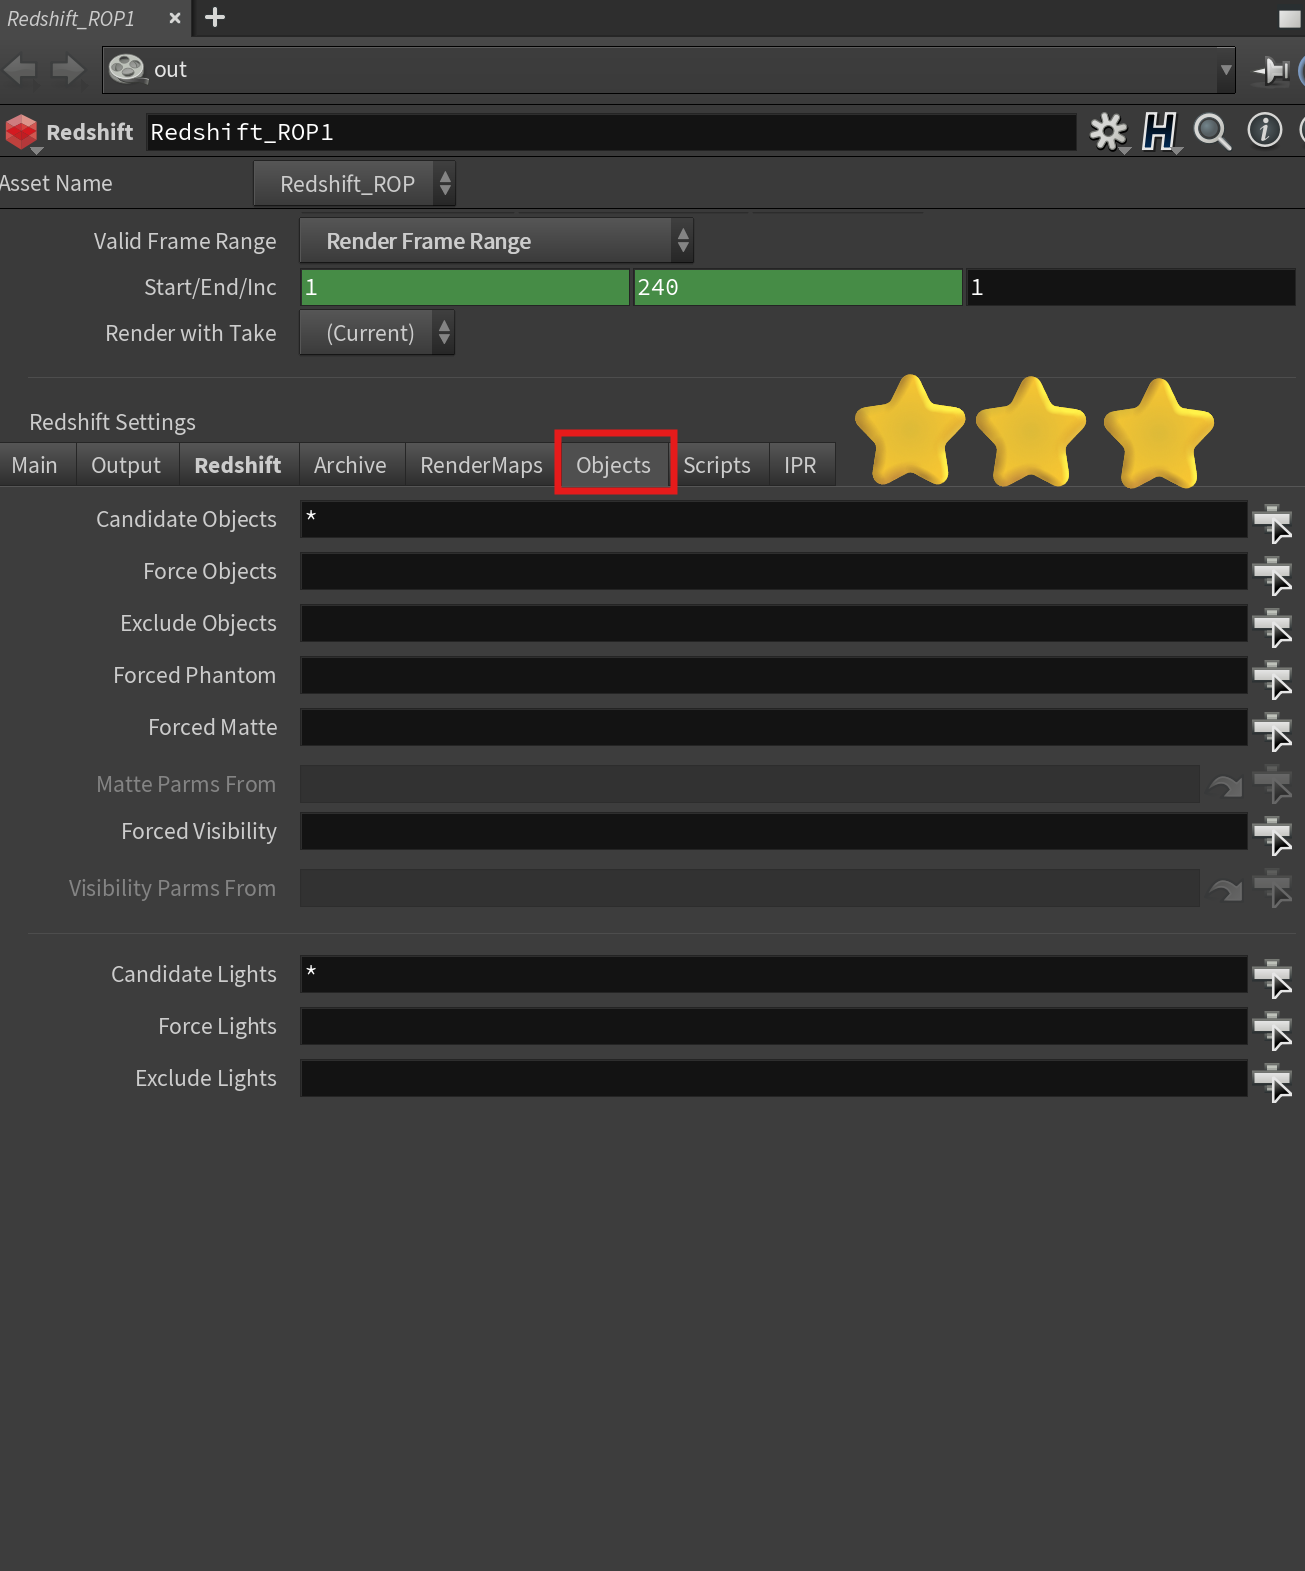 Redshift_ROP1
out
Redshift Redshift_ROP1
Asset Name Redshift_ROP
Valid Frame Range Render Frame Range
Start/End/Inc 1 240 1
Render with Take (Current)
Redshift Settings
Main Output Redshift Archive RenderMaps Objects Scripts IPR
Candidate Objects *
Force Objects
Exclude Objects
Forced Phantom
Forced Matte
Matte Parms From
Forced Visibility
Visibility Parms From
Candidate Lights *
Force Lights
Exclude Lights